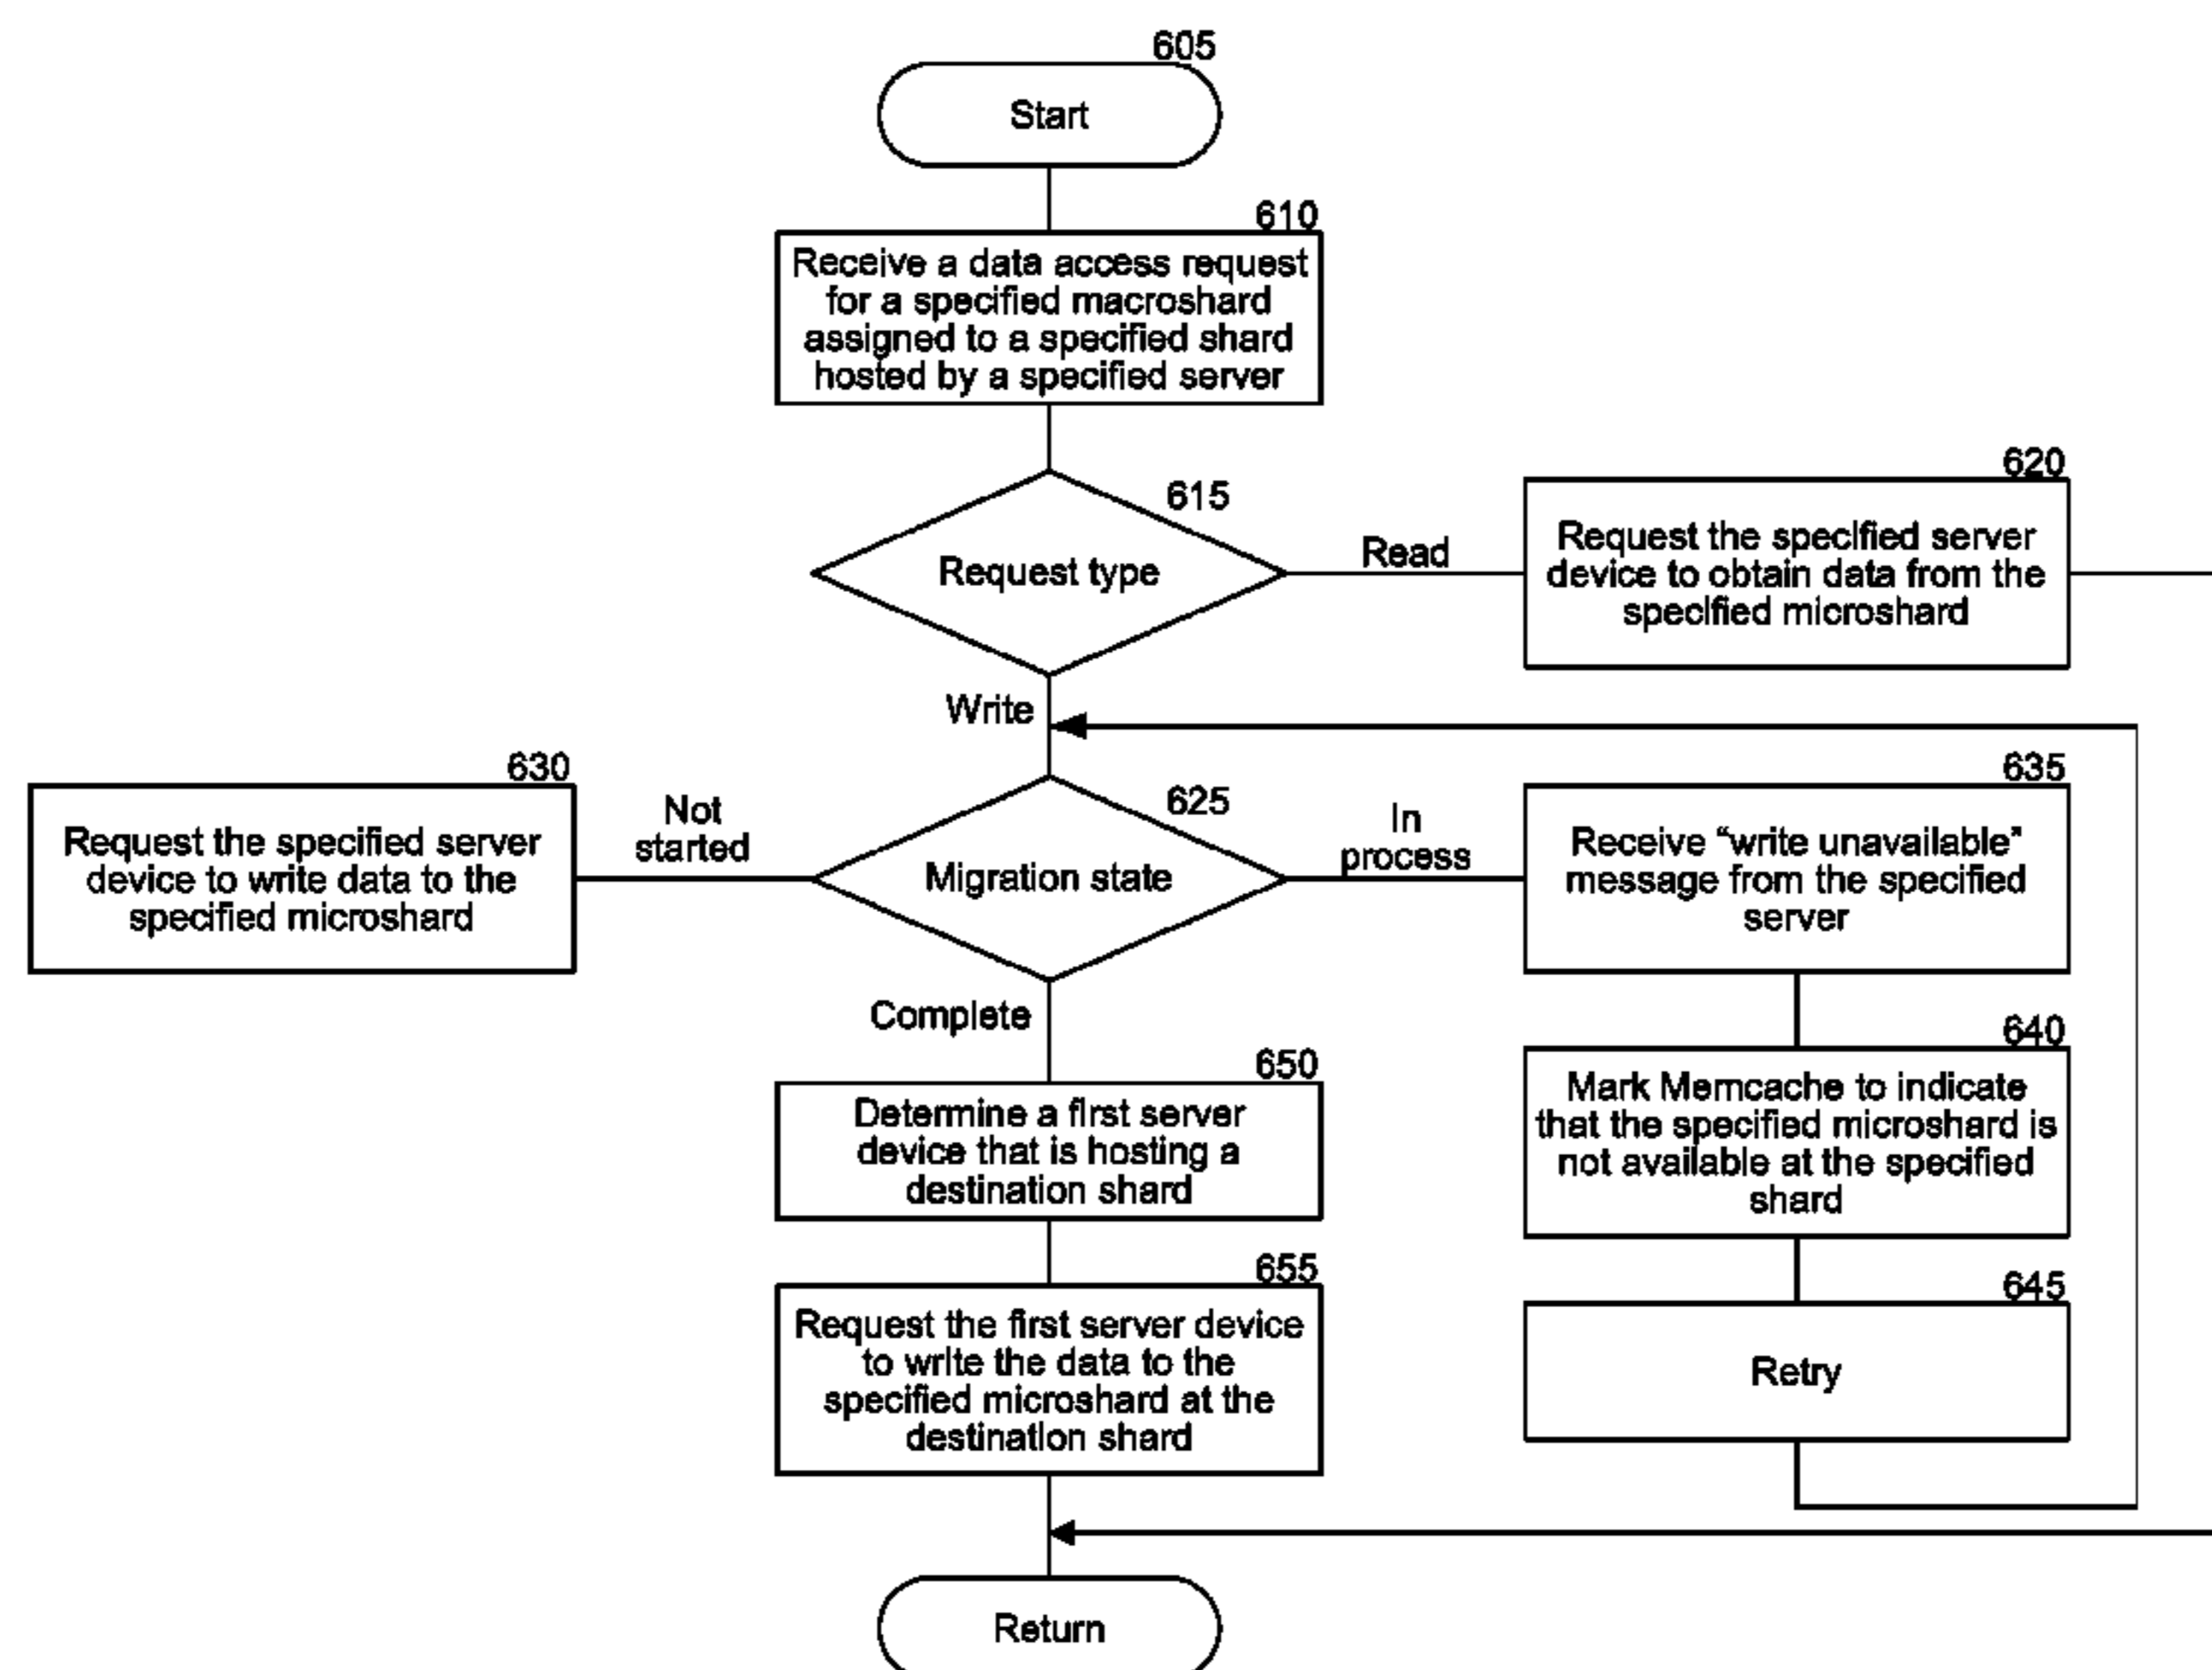 605
Start
610
Receive a data access request
for a specified macroshard
assigned to a specified shard
hosted by a specified server
615
Request type
Read
620
Request the specified server
device to obtain data from the
specified microshard
Write
630
Request the specified server
device to write data to the
specified microshard
Not
started
625
Migration state
In
process
635
Receive “write unavailable”
message from the specified
server
Complete
640
Mark Memcache to indicate
that the specified microshard is
not available at the specified
shard
650
Determine a first server
device that is hosting a
destination shard
645
Retry
655
Request the first server device
to write the data to the
specified microshard at the
destination shard
Return